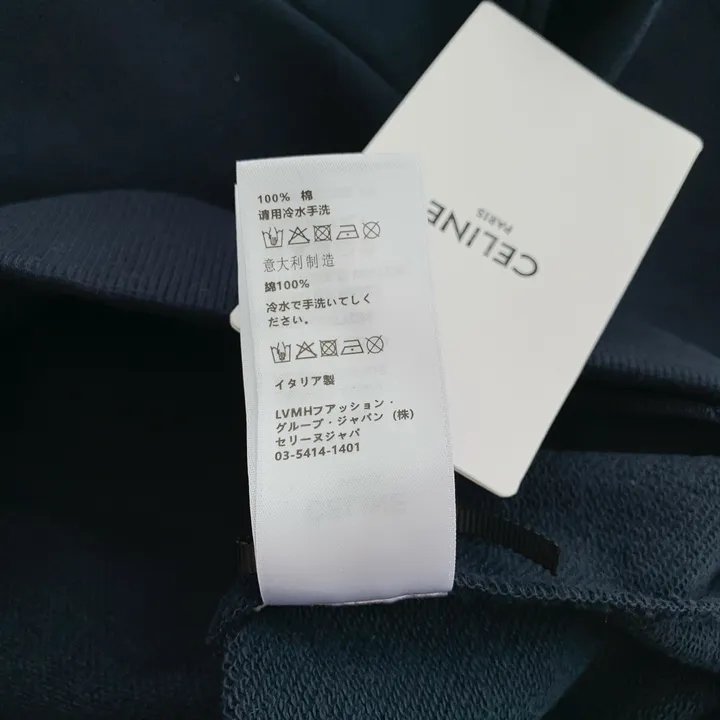 100% 棉
请用冷水手洗
意大利制造
綿100%
冷水で手洗いてしく
ださい。
イタリア製
LVMHフアッション・
グループ・ジャパン (株)
セリーヌジャパ
03-5414-1401
CELINE
PARIS